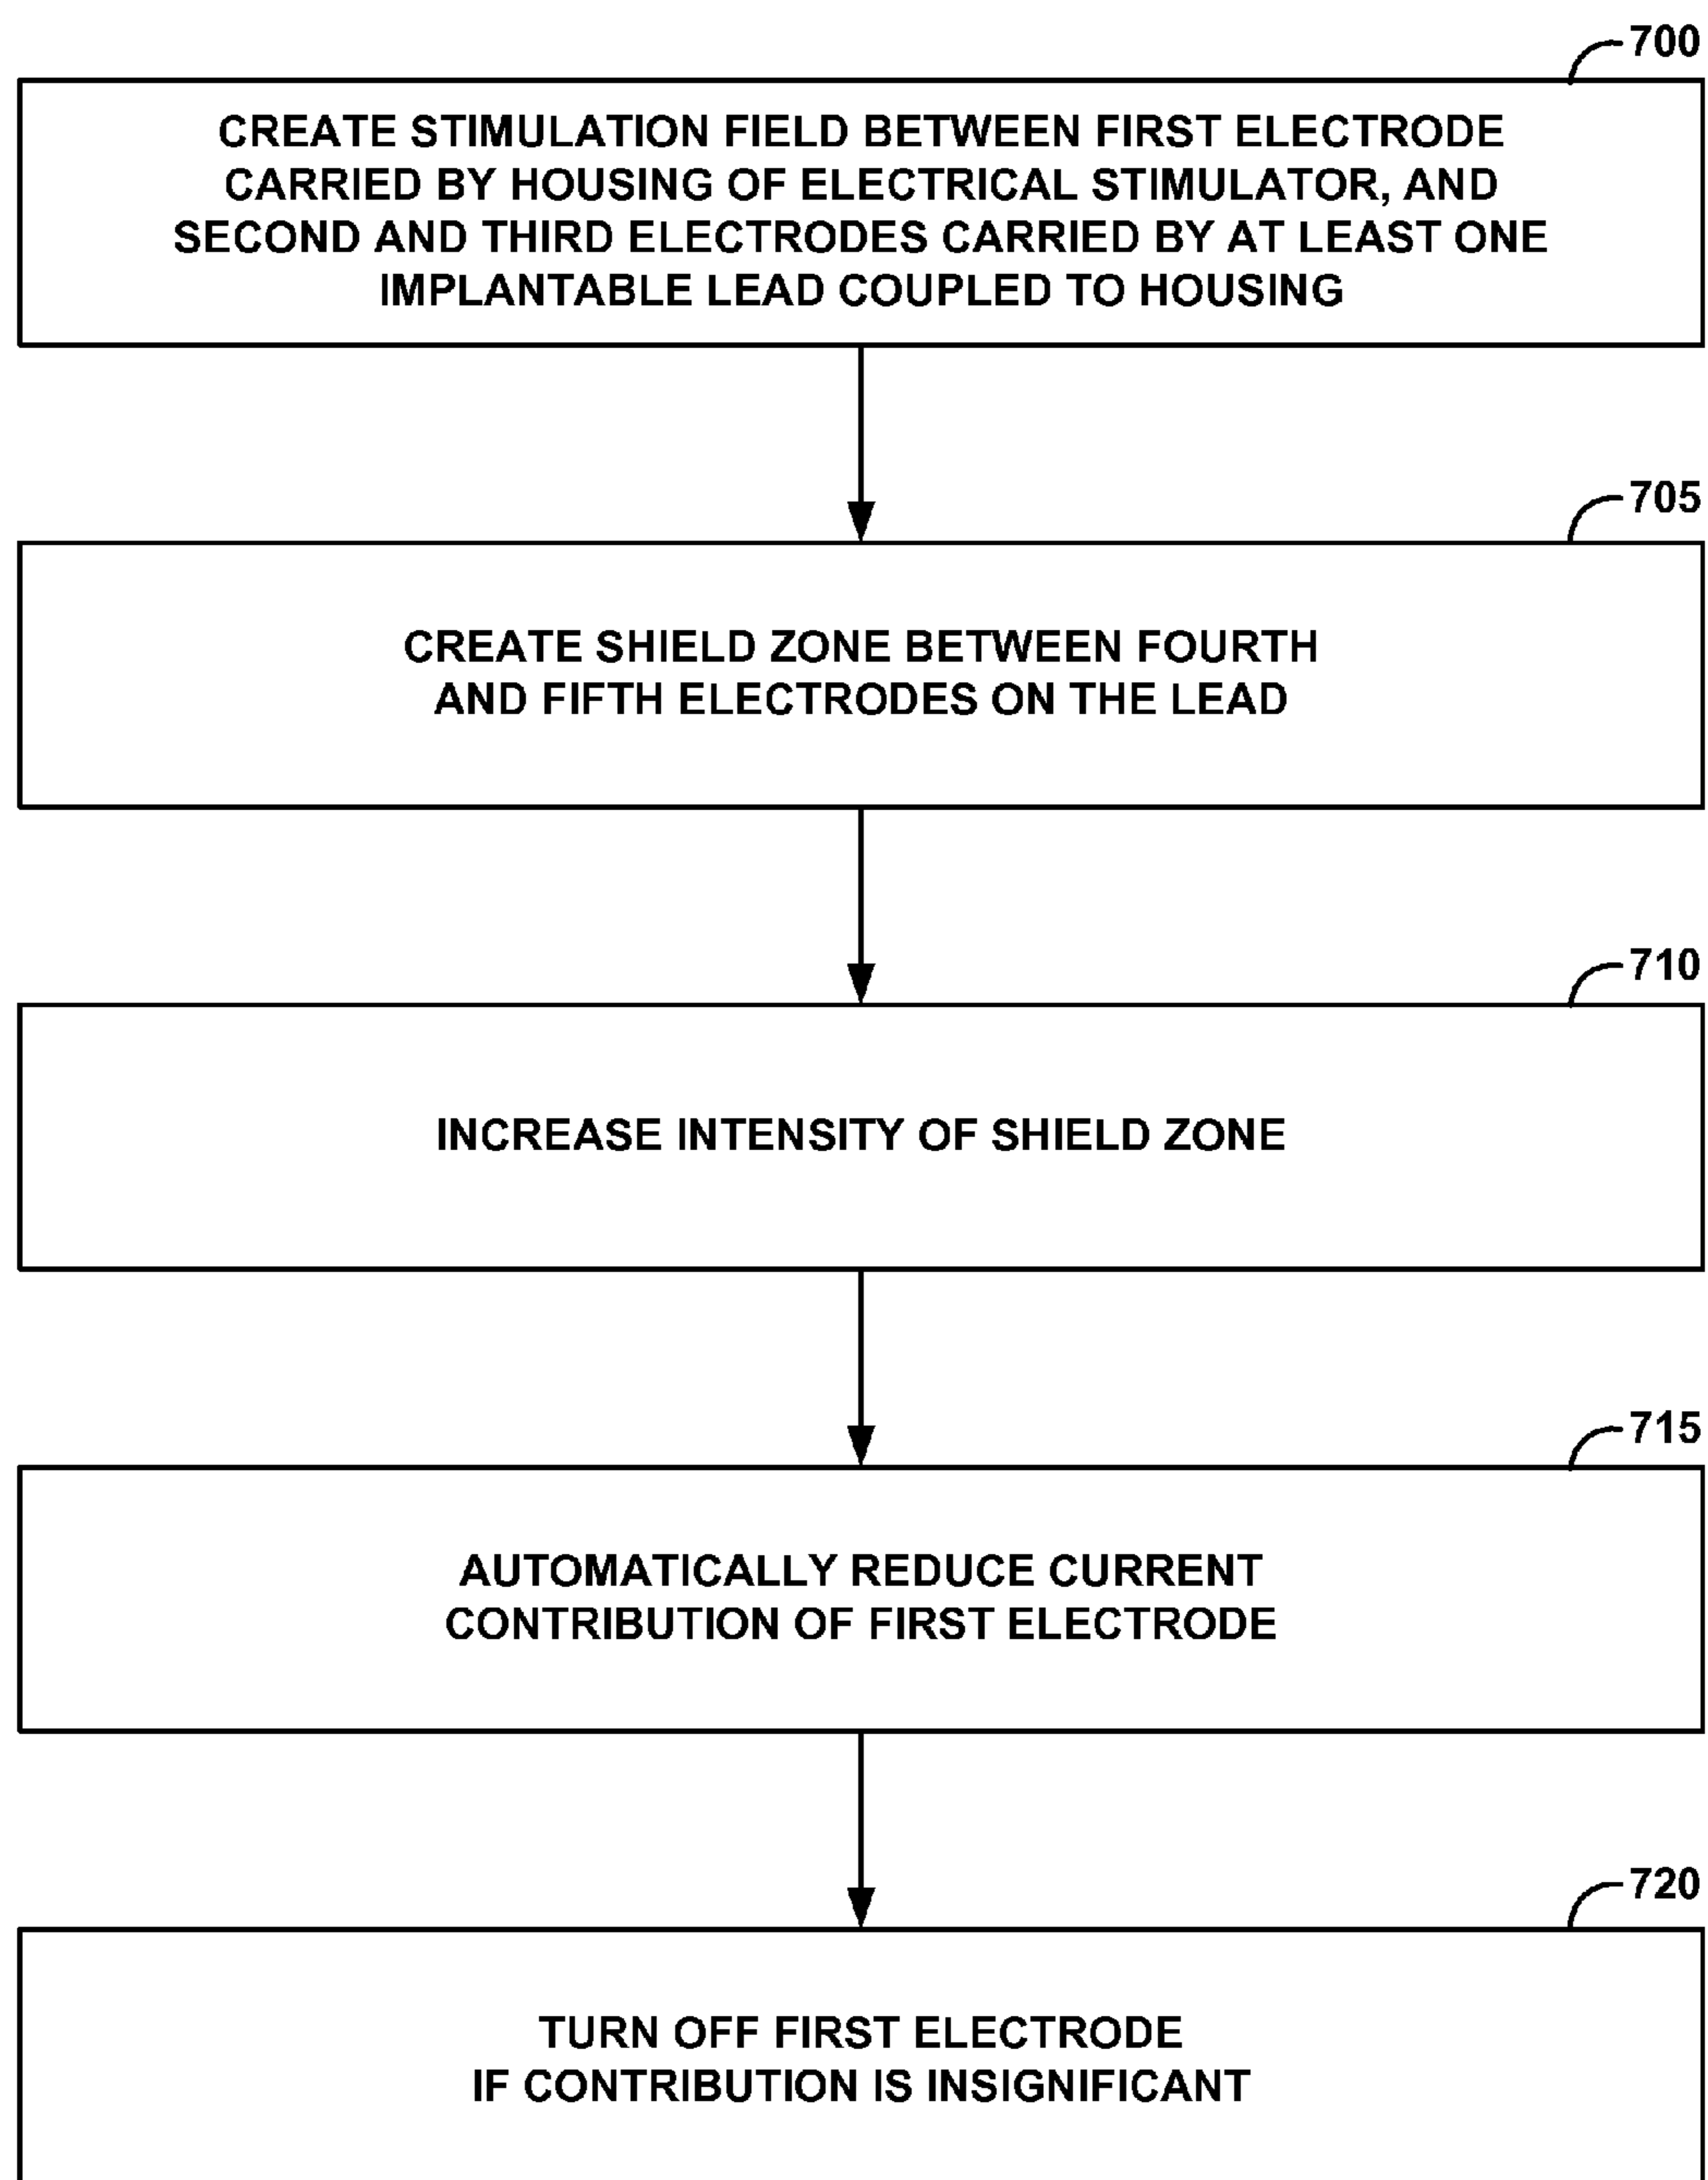 700
CREATE STIMULATION FIELD BETWEEN FIRST ELECTRODE
CARRIED BY HOUSING OF ELECTRICAL STIMULATOR, AND
SECOND AND THIRD ELECTRODES CARRIED BY AT LEAST ONE
IMPLANTABLE LEAD COUPLED TO HOUSING
705
CREATE SHIELD ZONE BETWEEN FOURTH
AND FIFTH ELECTRODES ON THE LEAD
710
INCREASE INTENSITY OF SHIELD ZONE
715
AUTOMATICALLY REDUCE CURRENT
CONTRIBUTION OF FIRST ELECTRODE
720
TURN OFF FIRST ELECTRODE
IF CONTRIBUTION IS INSIGNIFICANT